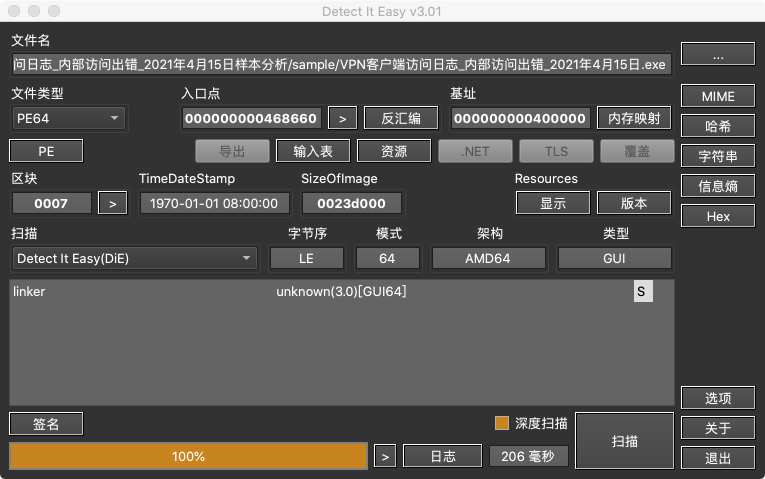 Detect It Easy v3.01
文件名
问日志_内部访问出错_2021年4月15日样本分析/sample/VPN客户端访问日志_内部访问出错_2021年4月15日.exe
...
文件类型
入口点
基址
PE64
000000000468660
>
反汇编
000000000400000
内存映射
MIME
PE
导出
输入表
资源
.NET
TLS
覆盖
哈希
字符串
区块
TimeDateStamp
SizeOfImage
Resources
0007
>
1970-01-01 08:00:00
0023d000
显示
版本
信息熵
Hex
扫描
字节序
模式
架构
类型
Detect It Easy(DiE)
LE
64
AMD64
GUI
linker
unknown(3.0)[GUI64]
S
选项
签名
深度扫描
扫描
关于
100%
>
日志
206 毫秒
退出